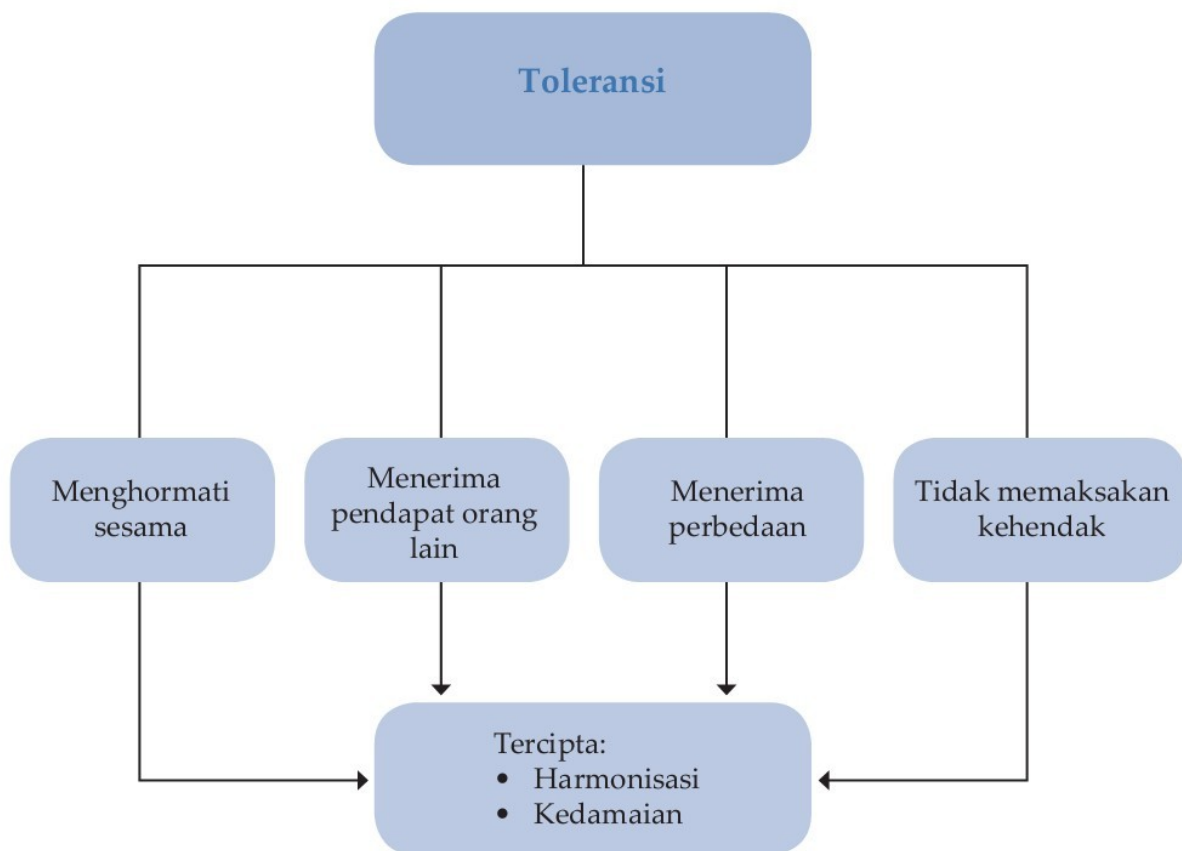 Toleransi
Menghormati
sesama
Menerima
pendapat orang
lain
Menerima
perbedaan
Tidak memaksakan
kehendak
Tercipta:
• Harmonisasi
• Kedamaian